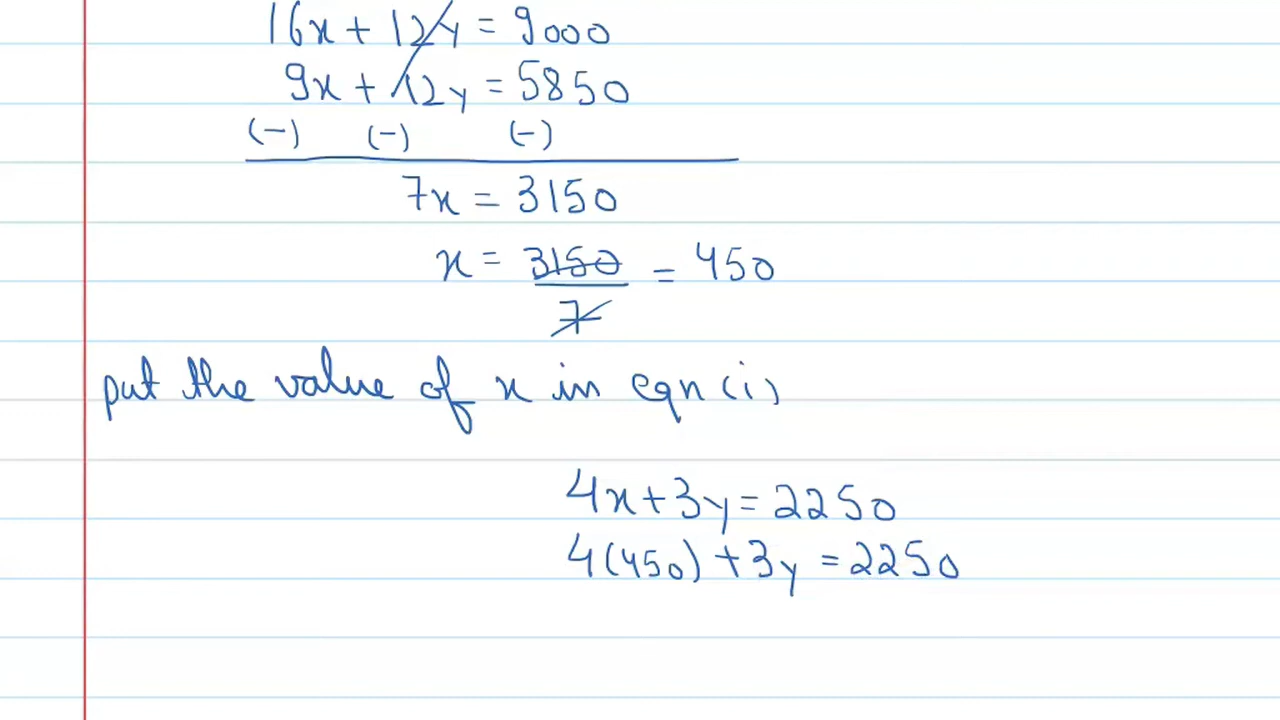 16x + 12y = 9000
9x + 12y = 5850
(-) (-) (-)
7x = 3150
x = 3150/7 = 450
put the value of x in eqn (i)
4x+3y=2250
4(450)+3y=2250